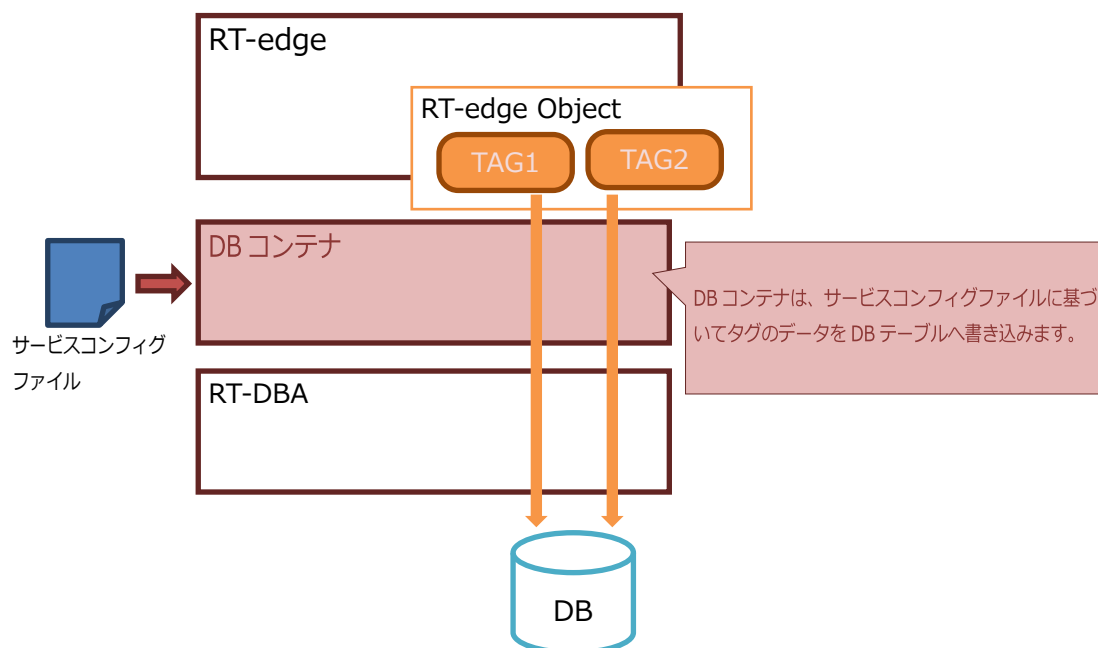 RT-edge
RT-edge Object
TAG1
TAG2
DB コンテナ
サービスコンフィグ
ファイル
DB コンテナは、サービスコンフィグファイルに基づ
いてタグのデータを DB テーブルへ書き込みます。
RT-DBA
DB